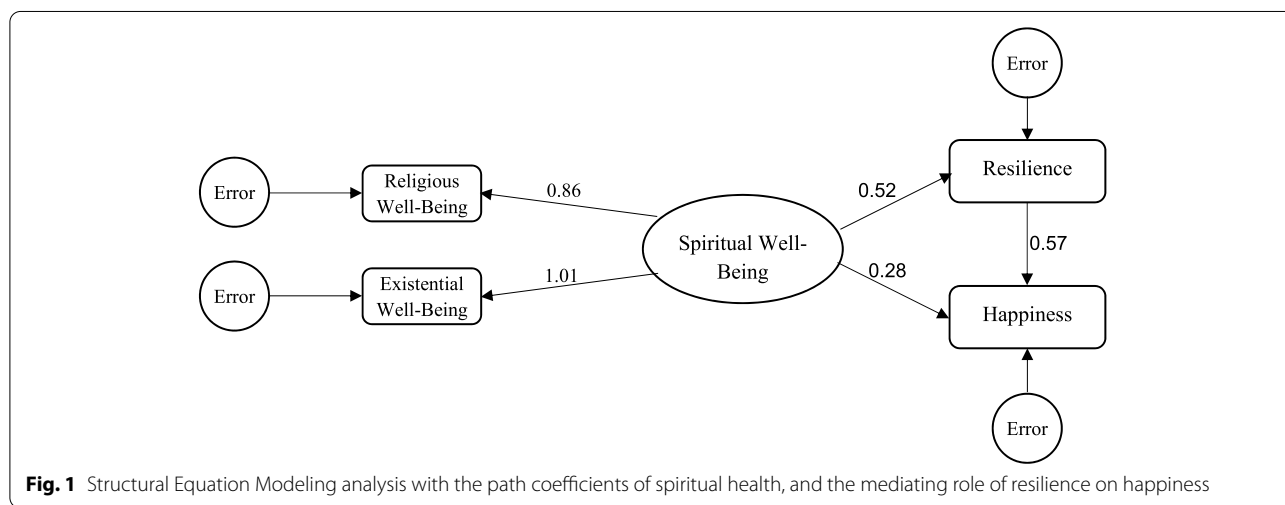 Error
Resilience
Error
Religious
Well-Being
0.86
0.52
Spiritual Well-
Being
0.57
Error
Existential
Well-Being
1.01
0.28
Happiness
Error
Fig. 1 Structural Equation Modeling analysis with the path coefficients of spiritual health, and the mediating role of resilience on happiness